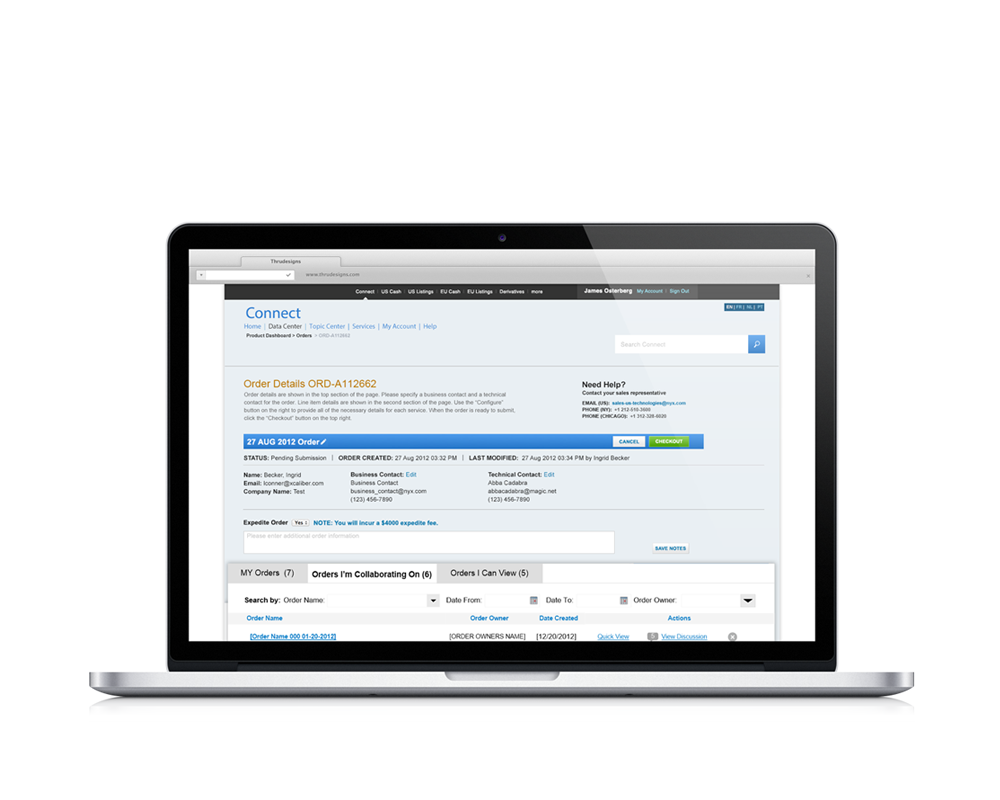 Thrudesigns
www.thrudesigns.com
Connect | US Cash | US Listings | EU Cash | EU Listings | Derivatives | more
James Osterberg My Account | Sign Out
EN | FR | NL | PT
Connect
Home | Data Center | Topic Center | Services | My Account | Help
Product Dashboard > Orders > ORD-A112662
Search Connect
Order Details ORD-A112662
Order details are shown in the top section of the page. Please specify a business contact and a technical
contact for the order. Line item details are shown in the second section of the page. Use the "Configure"
button on the right to provide all of the necessary details for each service. When the order is ready to submit,
click the "Checkout" button on the top right.
Need Help?
Contact your sales representative
EMAIL (US): sales-us.technologies@nyx.com
PHONE (NY): +1 212-510-3600
PHONE (CHICAGO): +1 312-326-6020
27 AUG 2012 Order
CANCEL
CHECKOUT
STATUS: Pending Submission | ORDER CREATED: 27 Aug 2012 03:32 PM | LAST MODIFIED: 27 Aug 2012 03:34 PM by Ingrid Becker
Name: Becker, Ingrid
Email: lconner@xcaliber.com
Company Name: Test
Business Contact: Edit
Business Contact
business_contact@nyx.com
(123) 456-7890
Technical Contact: Edit
Abba Cadabra
abbacadabra@magic.net
(123) 456-7890
Expedite Order Yes NOTE: You will incur a $4000 expedite fee.
Please enter additional order information
SAVE NOTES
MY Orders (7)
Orders I'm Collaborating On (6)
Orders I Can View (5)
Search by: Order Name: Date From: Date To: Order Owner:
Order Name Order Owner Date Created Actions
[Order Name 000 01-20-2012] [ORDER OWNERS NAME] [12/20/2012] Quick View View Discussion